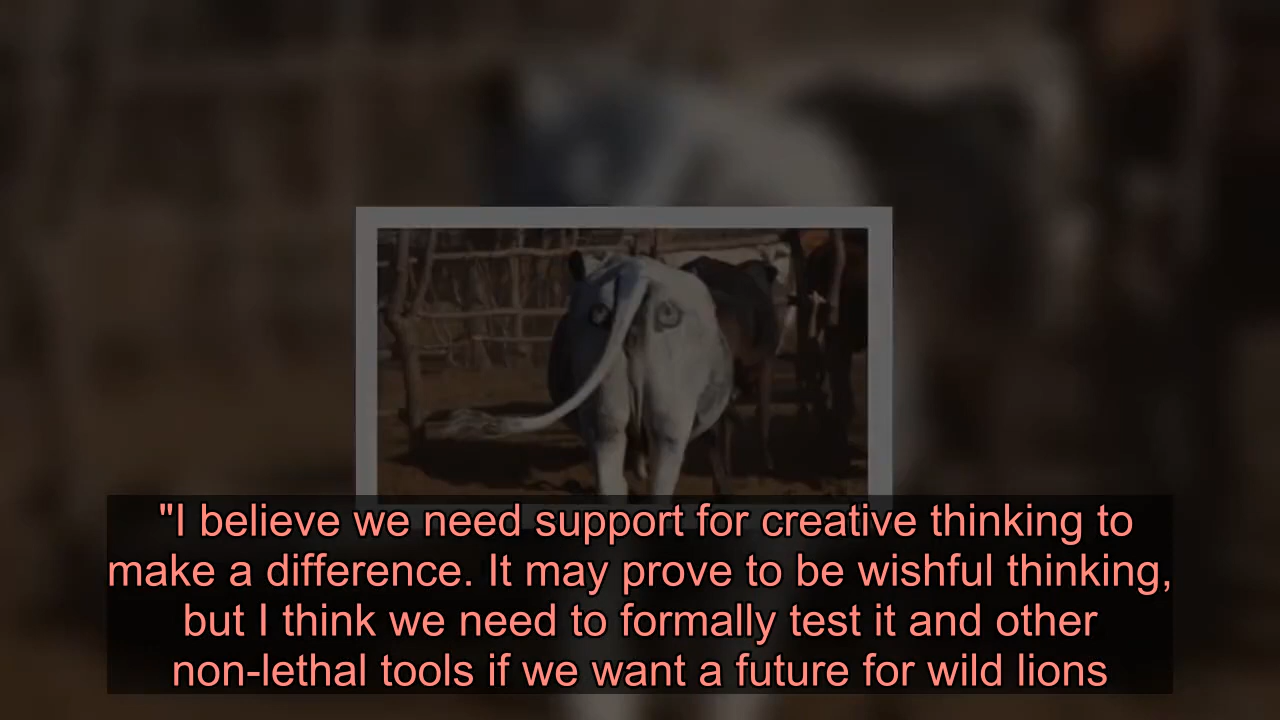 "I believe we need support for creative thinking to
make a difference. It may prove to be wishful thinking,
but I think we need to formally test it and other
non-lethal tools if we want a future for wild lions